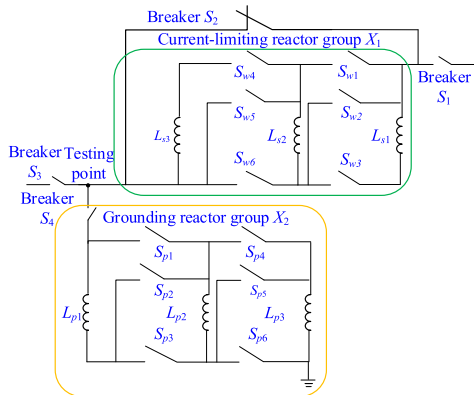 Breaker S2
Current-limiting reactor group X1
Sw4
Sw1
Breaker
S1
Sw5
Sw2
Ls3
Ls2
Ls1
Sw6
Sw3
Breaker
S3
Testing
point
Breaker
S4
Grounding reactor group X2
Sp1
Sp4
Sp2
Sp5
Lp1
Lp2
Lp3
Sp3
Sp6